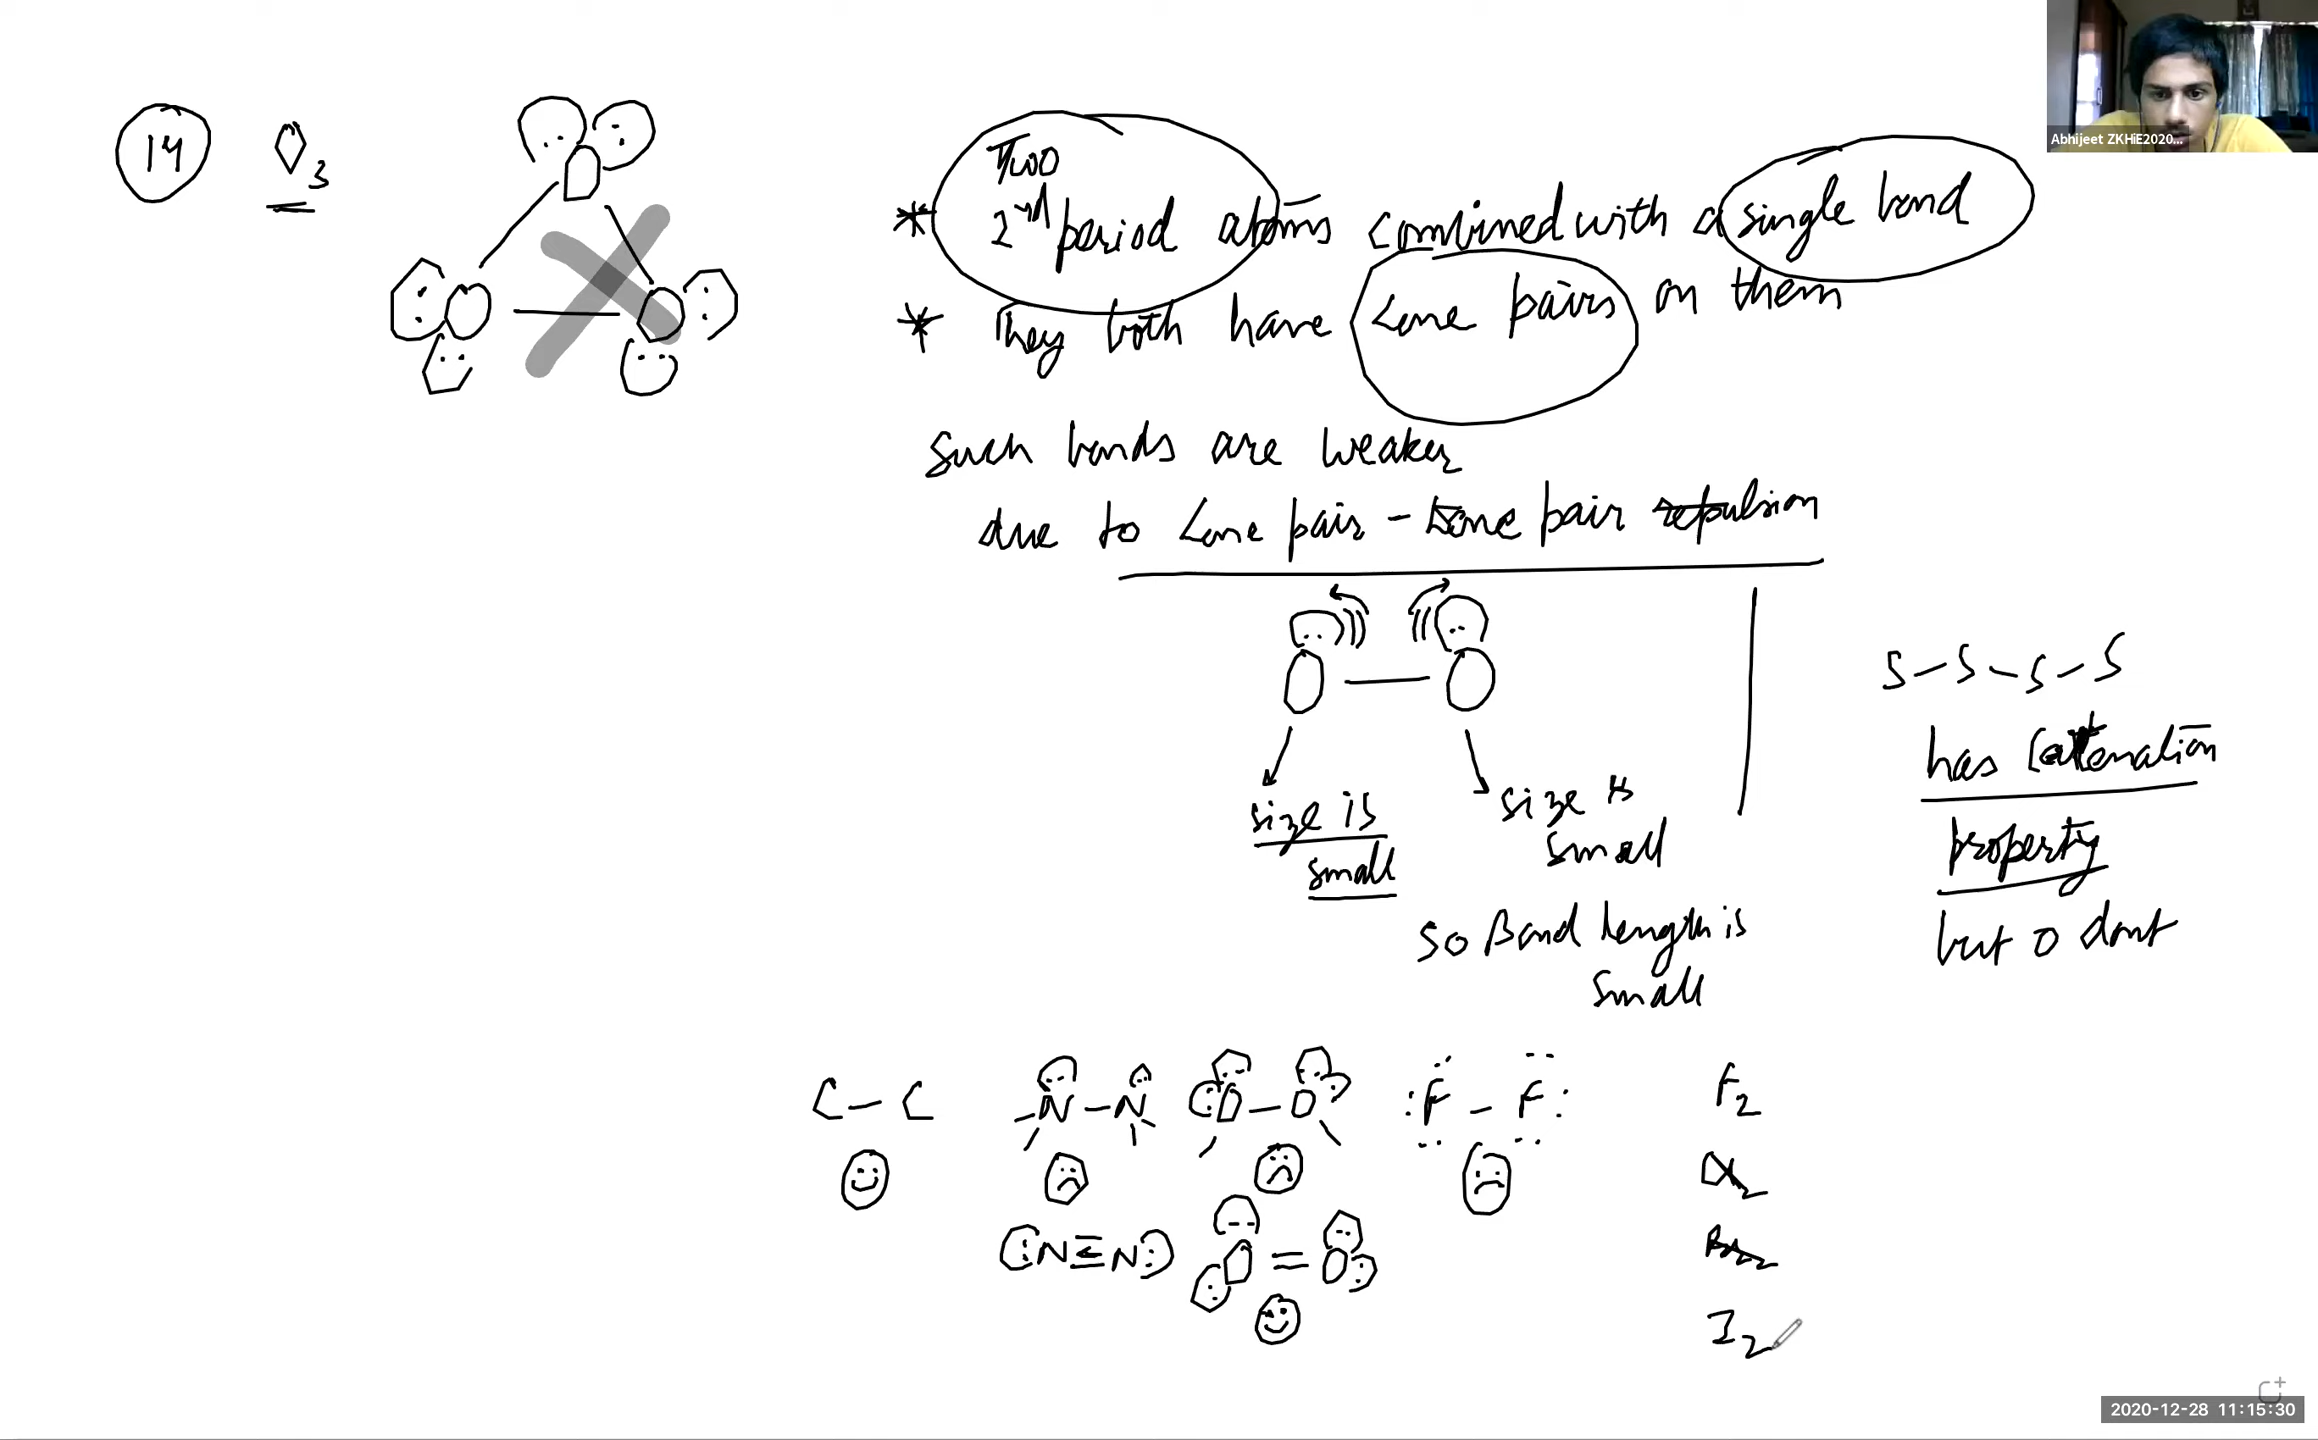 14 O3
* Two
2nd period atoms combined with a single bond
* They both have Lone pairs on them
Such bonds are weaker
due to Lone pair - Lone pair repulsion
O — O
size is
small
size is
small
So Bond length is
small
S-S-S-S
has Catenation
property
but O dont
C-C
-N-N
O-O
:F-F:
:N≡N:
O=O
F2
Cl2
Br2
I2
Abhijeet ZKHiE2020...
2020-12-28 11:15:30